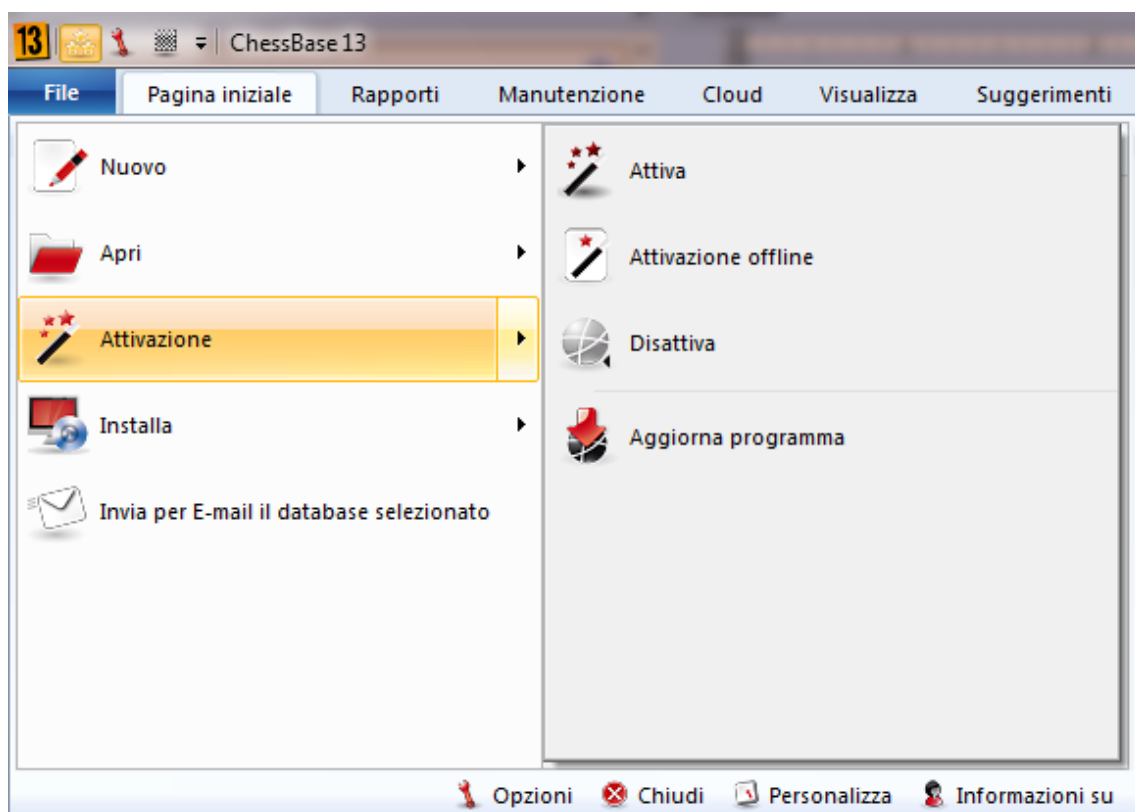 13 ChessBase 13
File Pagina iniziale Rapporti Manutenzione Cloud Visualizza Suggerimenti
Nuovo
Apri
Attivazione
Installa
Invia per E-mail il database selezionato
Attiva
Attivazione offline
Disattiva
Aggiorna programma
Opzioni Chiudi Personalizza Informazioni su